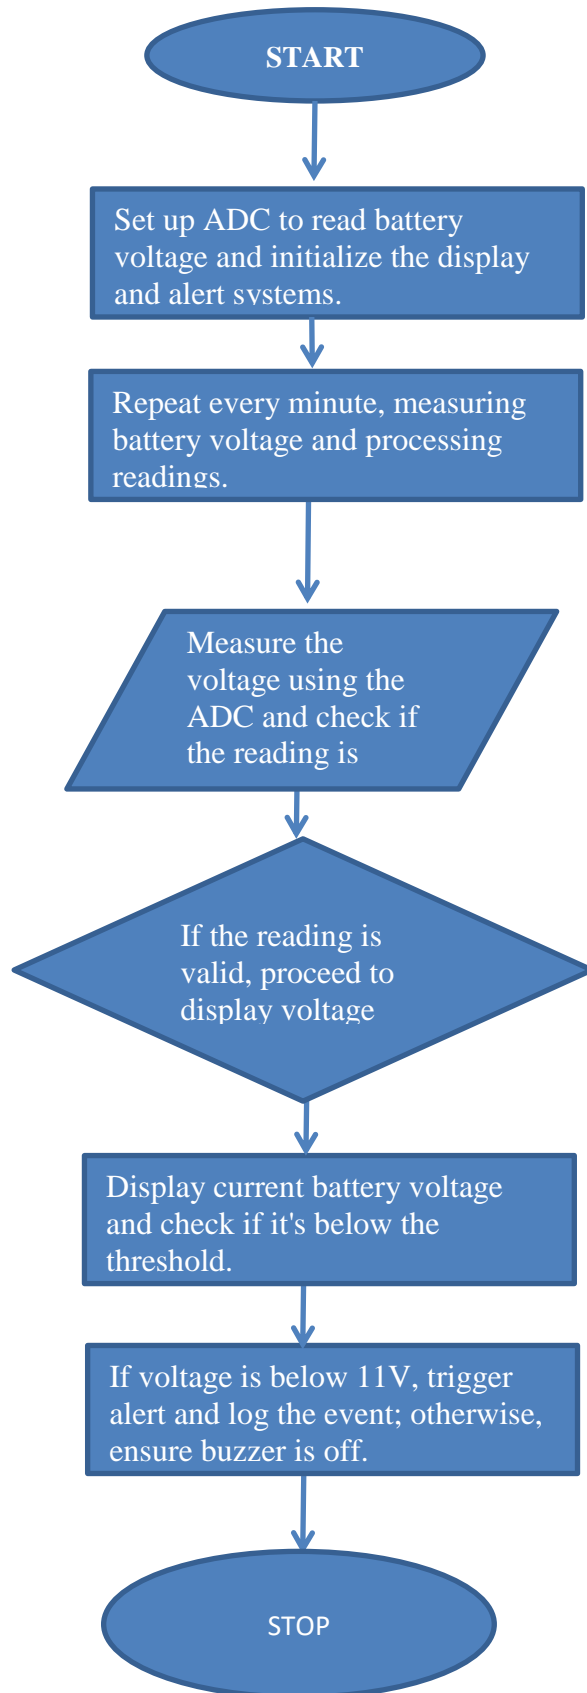 START
Set up ADC to read battery
voltage and initialize the display
and alert systems.
Repeat every minute, measuring
battery voltage and processing
readings.
Measure the
voltage using the
ADC and check if
the reading is
If the reading is
valid, proceed to
display voltage
Display current battery voltage
and check if it's below the
threshold.
If voltage is below 11V, trigger
alert and log the event; otherwise,
ensure buzzer is off.
STOP